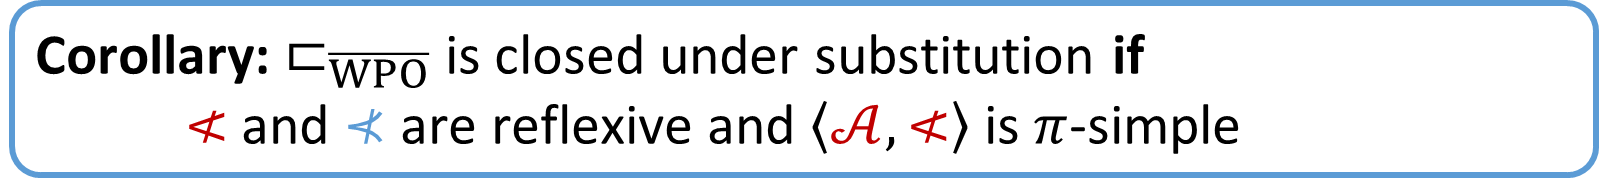 Corollary: ⊏_{\overline{WPO}} is closed under substitution if
≮ and ⊀ are reflexive and ⟨𝒜, ≮⟩ is π-simple